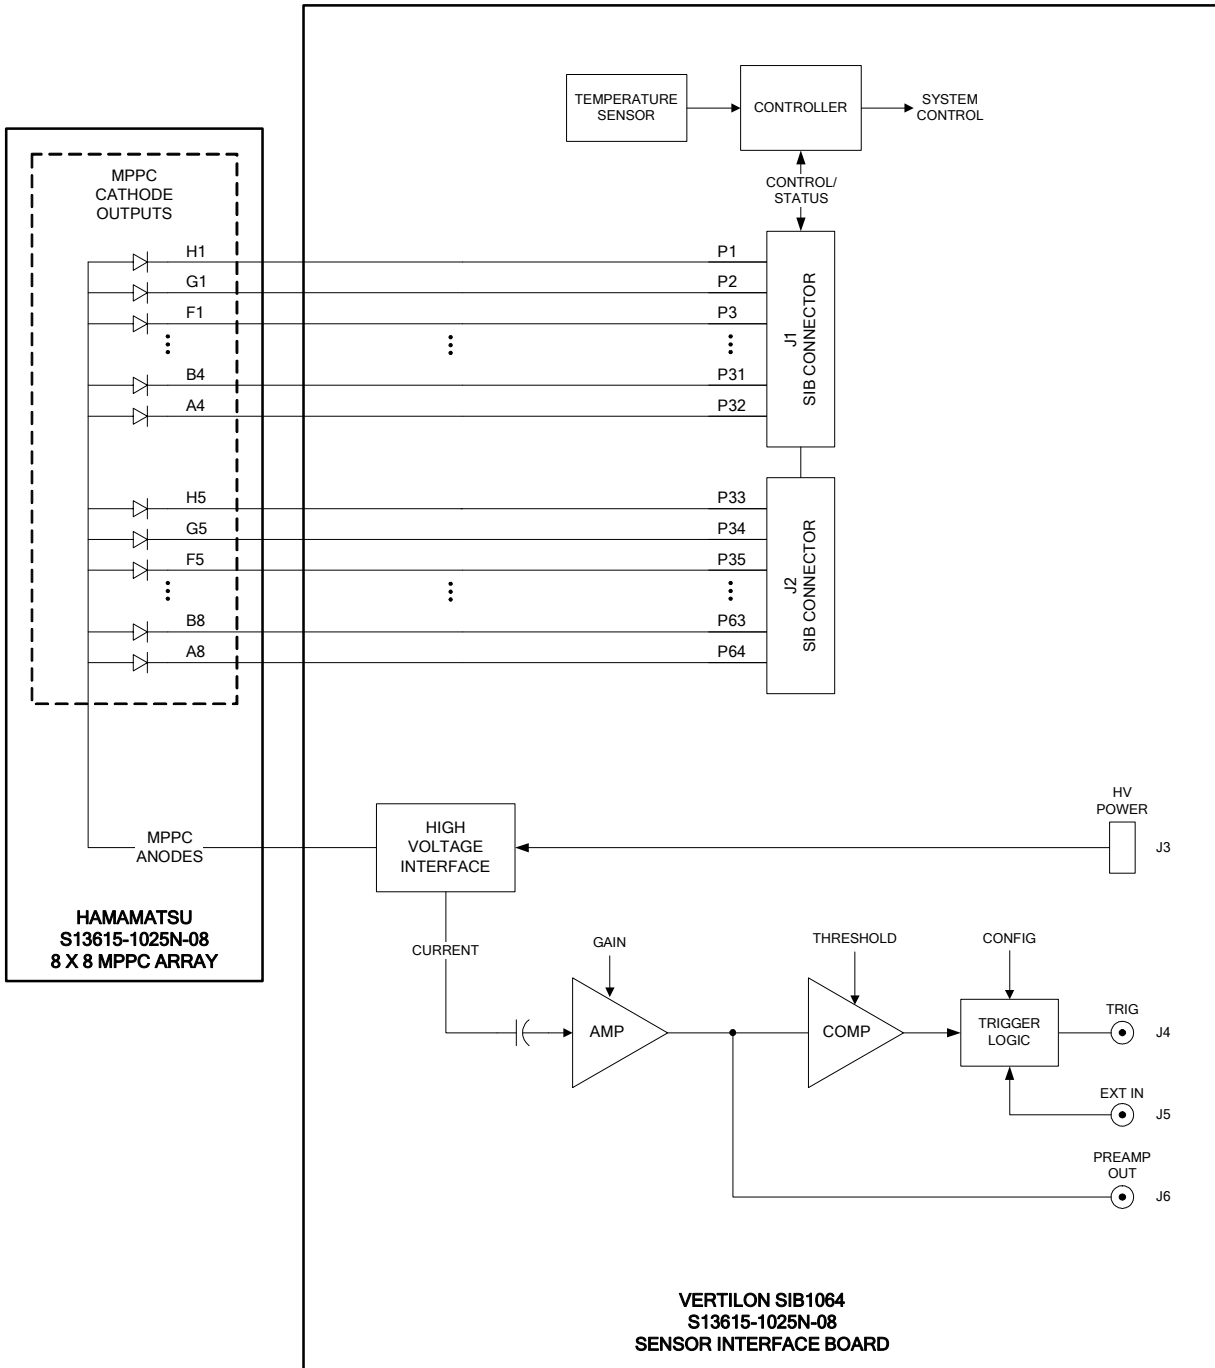 TEMPERATURE
SENSOR
CONTROLLER
SYSTEM
CONTROL
CONTROL/
STATUS
MPPC
CATHODE
OUTPUTS
H1
P1
G1
P2
F1
P3
B4
P31
A4
P32
J1
SIB CONNECTOR
H5
P33
G5
P34
F5
P35
B8
P63
A8
P64
J2
SIB CONNECTOR
MPPC
ANODES
HIGH
VOLTAGE
INTERFACE
HV
POWER
J3
HAMAMATSU
S13615-1025N-08
8 X 8 MPPC ARRAY
CURRENT
GAIN
THRESHOLD
CONFIG
AMP
COMP
TRIGGER
LOGIC
TRIG
J4
EXT IN
J5
PREAMP
OUT
J6
VERTILON SIB1064
S13615-1025N-08
SENSOR INTERFACE BOARD